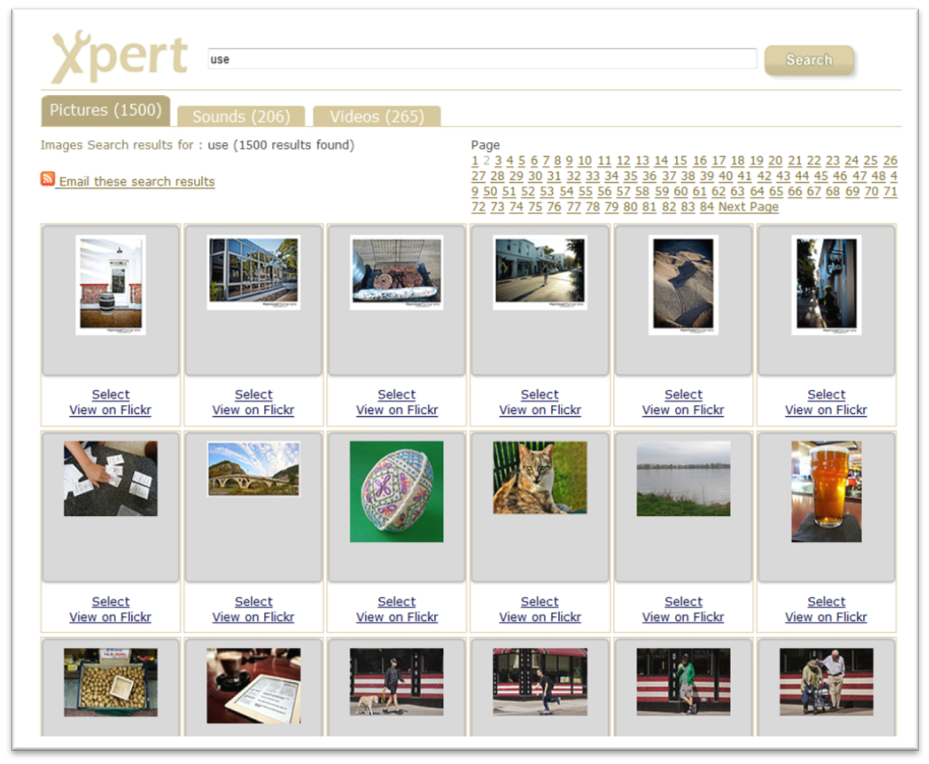 Xpert
use
Search
Pictures (1500)
Sounds (206)
Videos (265)
Images Search results for : use (1500 results found)
Email these search results
Page
1 2 3 4 5 6 7 8 9 10 11 12 13 14 15 16 17 18 19 20 21 22 23 24 25 26
27 28 29 30 31 32 33 34 35 36 37 38 39 40 41 42 43 44 45 46 47 48 4
9 50 51 52 53 54 55 56 57 58 59 60 61 62 63 64 65 66 67 68 69 70 71
72 73 74 75 76 77 78 79 80 81 82 83 84 Next Page
Select
View on Flickr
Select
View on Flickr
Select
View on Flickr
Select
View on Flickr
Select
View on Flickr
Select
View on Flickr
Select
View on Flickr
Select
View on Flickr
Select
View on Flickr
Select
View on Flickr
Select
View on Flickr
Select
View on Flickr